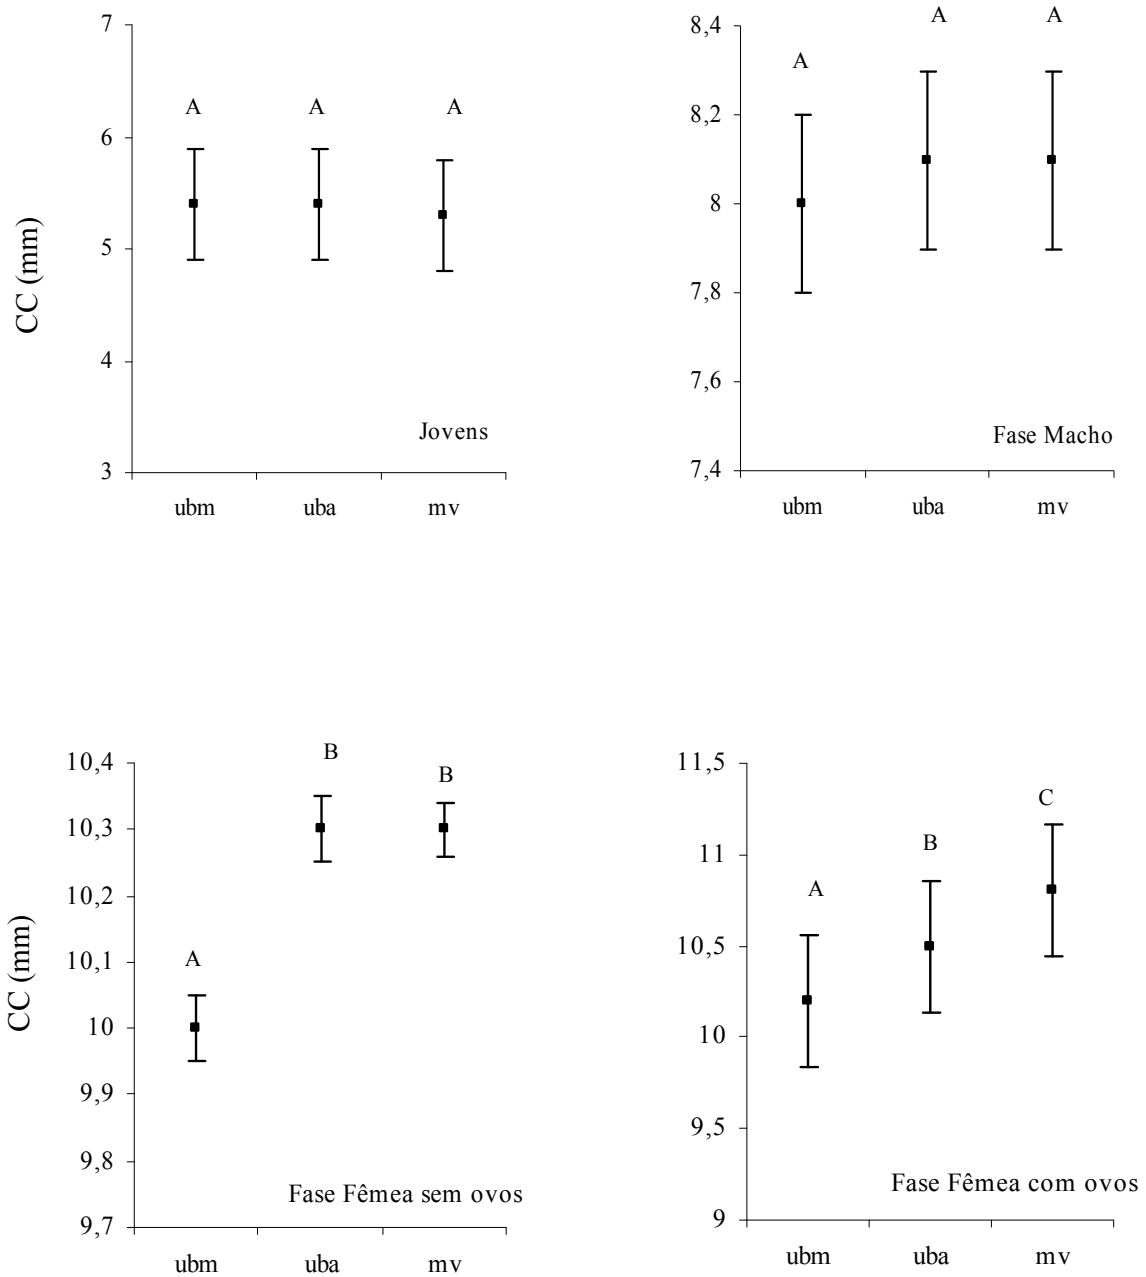 CC (mm)
7
6
5
4
3
A
A
A
Jovens
ubm
uba
mv
8,4
8,2
8
7,8
7,6
7,4
A
A
A
Fase Macho
ubm
uba
mv
CC (mm)
10,4
10,3
10,2
10,1
10
9,9
9,8
9,7
A
B
B
Fase Fêmea sem ovos
ubm
uba
mv
11,5
11
10,5
10
9,5
9
A
B
C
Fase Fêmea com ovos
ubm
uba
mv